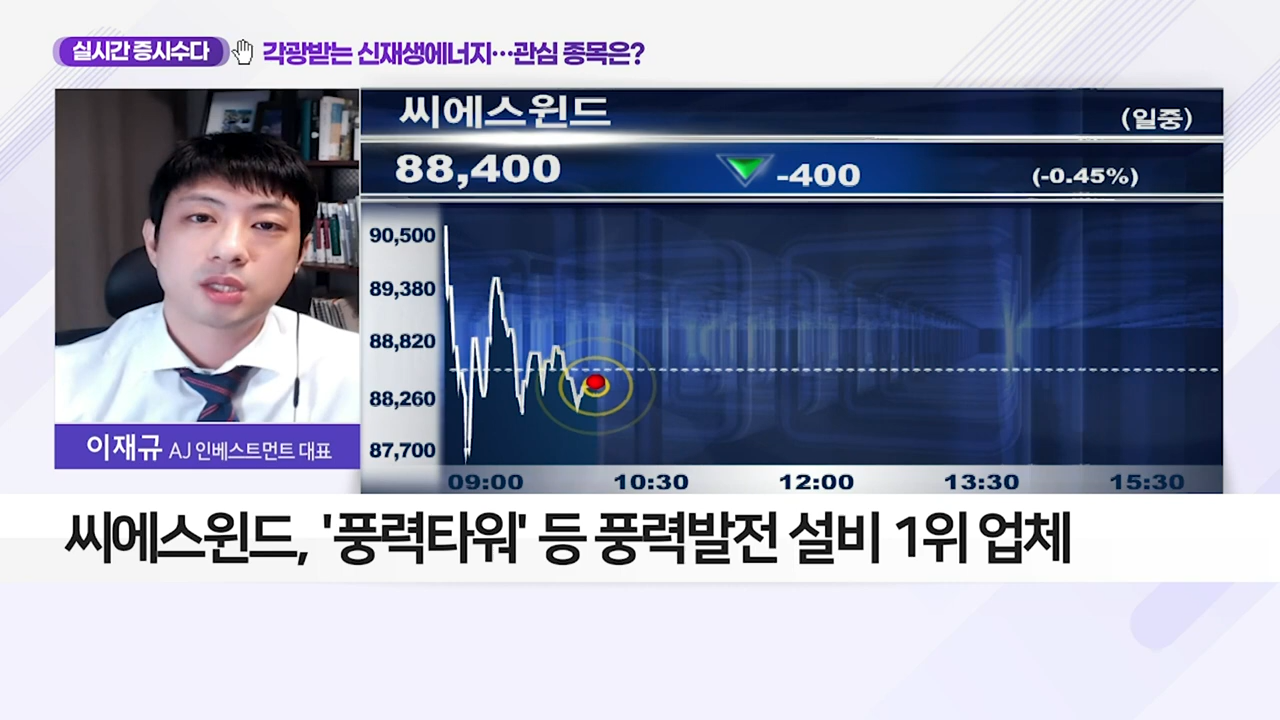 실시간 증시수다 각광받는 신재생에너지…관심 종목은?
씨에스윈드 (일중)
88,400 -400 (-0.45%)
90,500
89,380
88,820
88,260
87,700
09:00 10:30 12:00 13:30 15:30
이재규 AJ 인베스트먼트 대표
씨에스윈드, '풍력타워' 등 풍력발전 설비 1위 업체